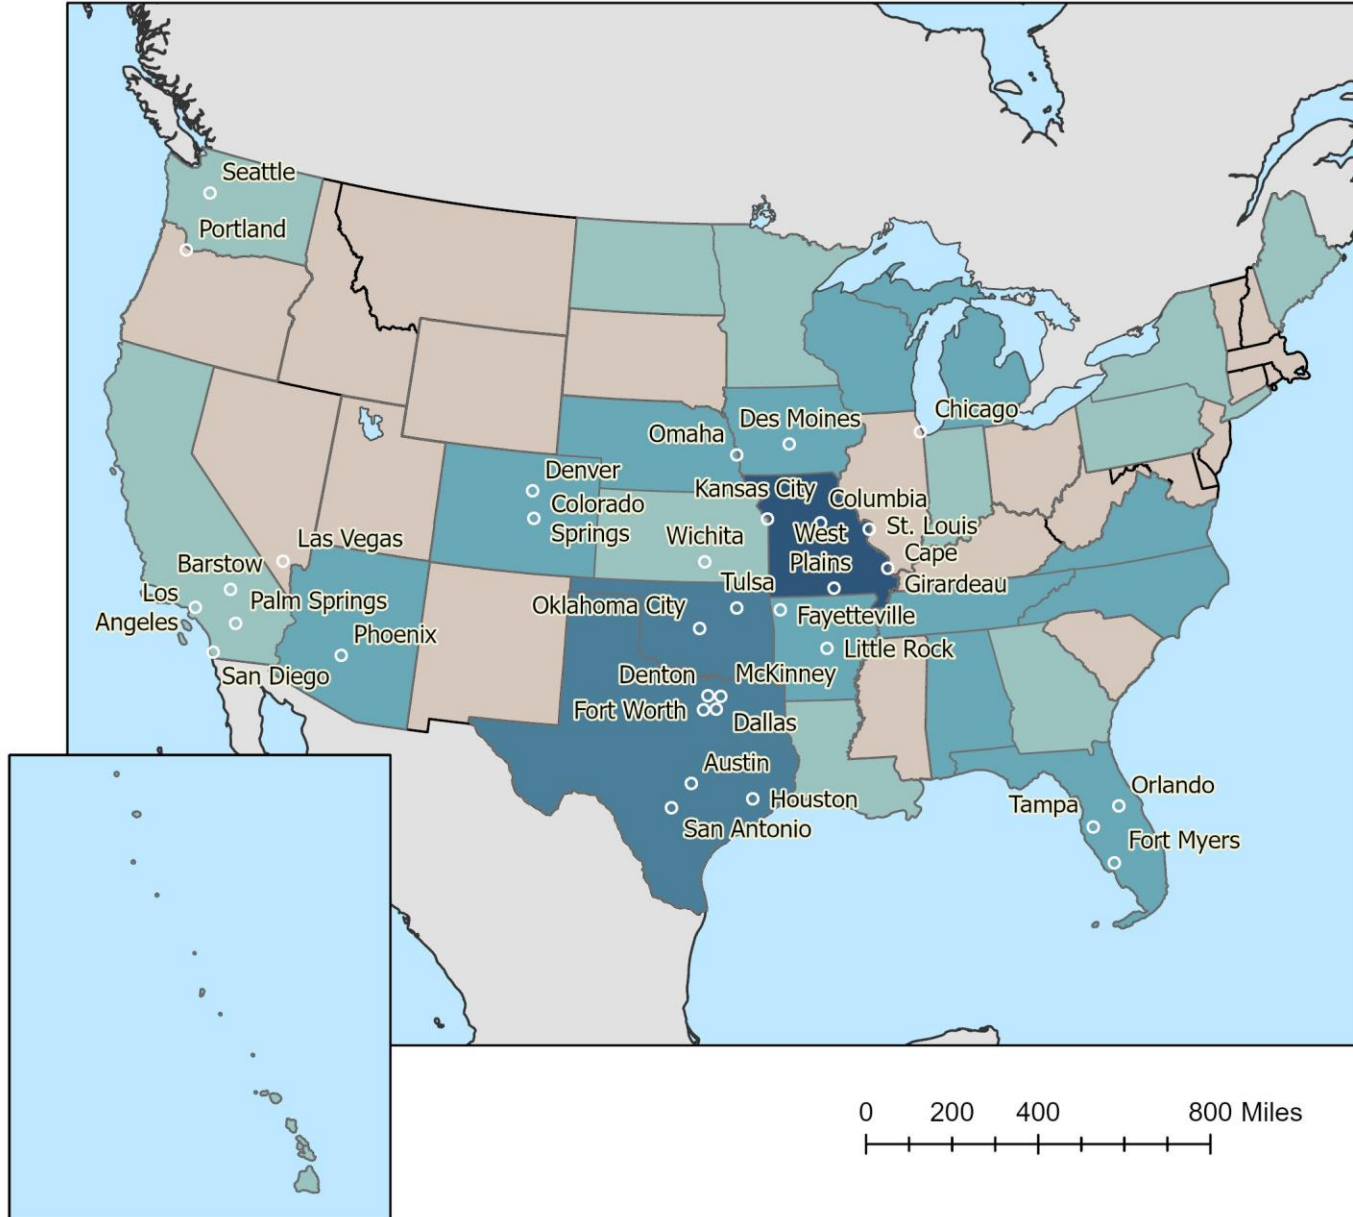 Seattle
Portland
Chicago
Des Moines
Omaha
Denver
Kansas City
Columbia
Colorado
Springs
St. Louis
West
Plains
Wichita
Las Vegas
Cape
Girardeau
Barstow
Tulsa
Los
Angeles
Palm Springs
Oklahoma City
Fayetteville
Phoenix
Little Rock
San Diego
Denton
McKinney
Fort Worth
Dallas
Austin
Houston
San Antonio
Orlando
Tampa
Fort Myers
0 200 400 800 Miles